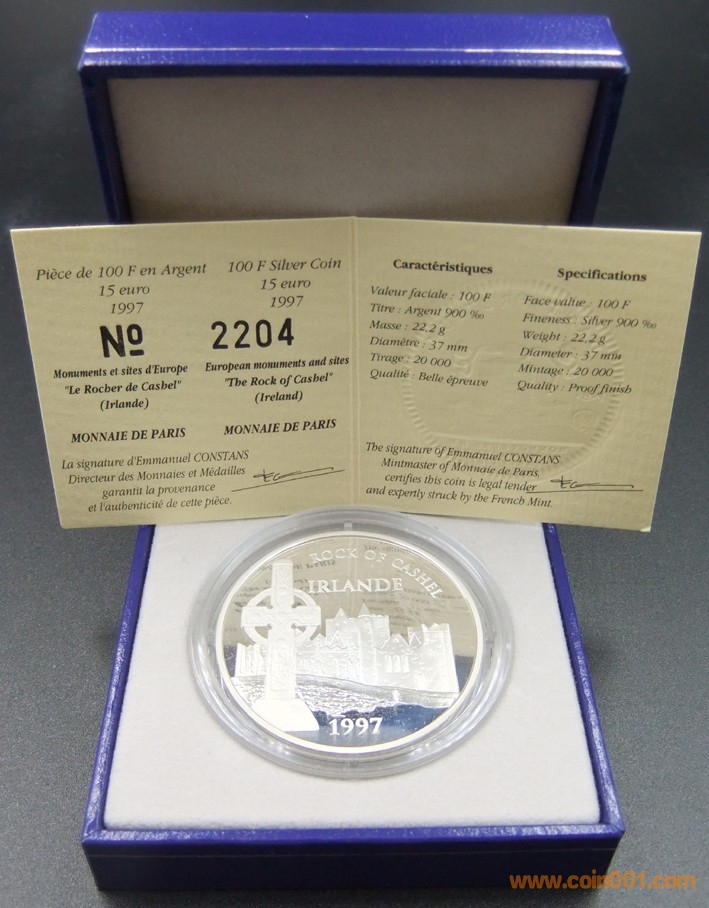 Pièce de 100 F en Argent
15 euro
1997
100 F Silver Coin
15 euro
1997
No 2204
Monuments et sites d'Europe
"Le Rocher de Cashel"
(Irlande)
MONNAIE DE PARIS
European monuments and sites
"The Rock of Cashel"
(Ireland)
MONNAIE DE PARIS
La signature d'Emmanuel CONSTANS
Directeur des Monnaies et Médailles
garantit la provenance
et l'authenticité de cette pièce.
Caractéristiques
Valeur faciale : 100 F
Titre : Argent 900 ‰
Masse : 22,2 g
Diamètre : 37 mm
Tirage : 20 000
Qualité : Belle épreuve
Specifications
Face value : 100 F
Fineness : Silver 900 ‰
Weight : 22,2 g
Diameter : 37 mm
Mintage : 20 000
Quality : Proof finish
The signature of Emmanuel CONSTANS
Mintmaster of Monnaie de Paris,
certifies this coin is legal tender
and expertly struck by the French Mint.
ROCK OF CASHEL
IRLANDE
1997
www.coin001.com